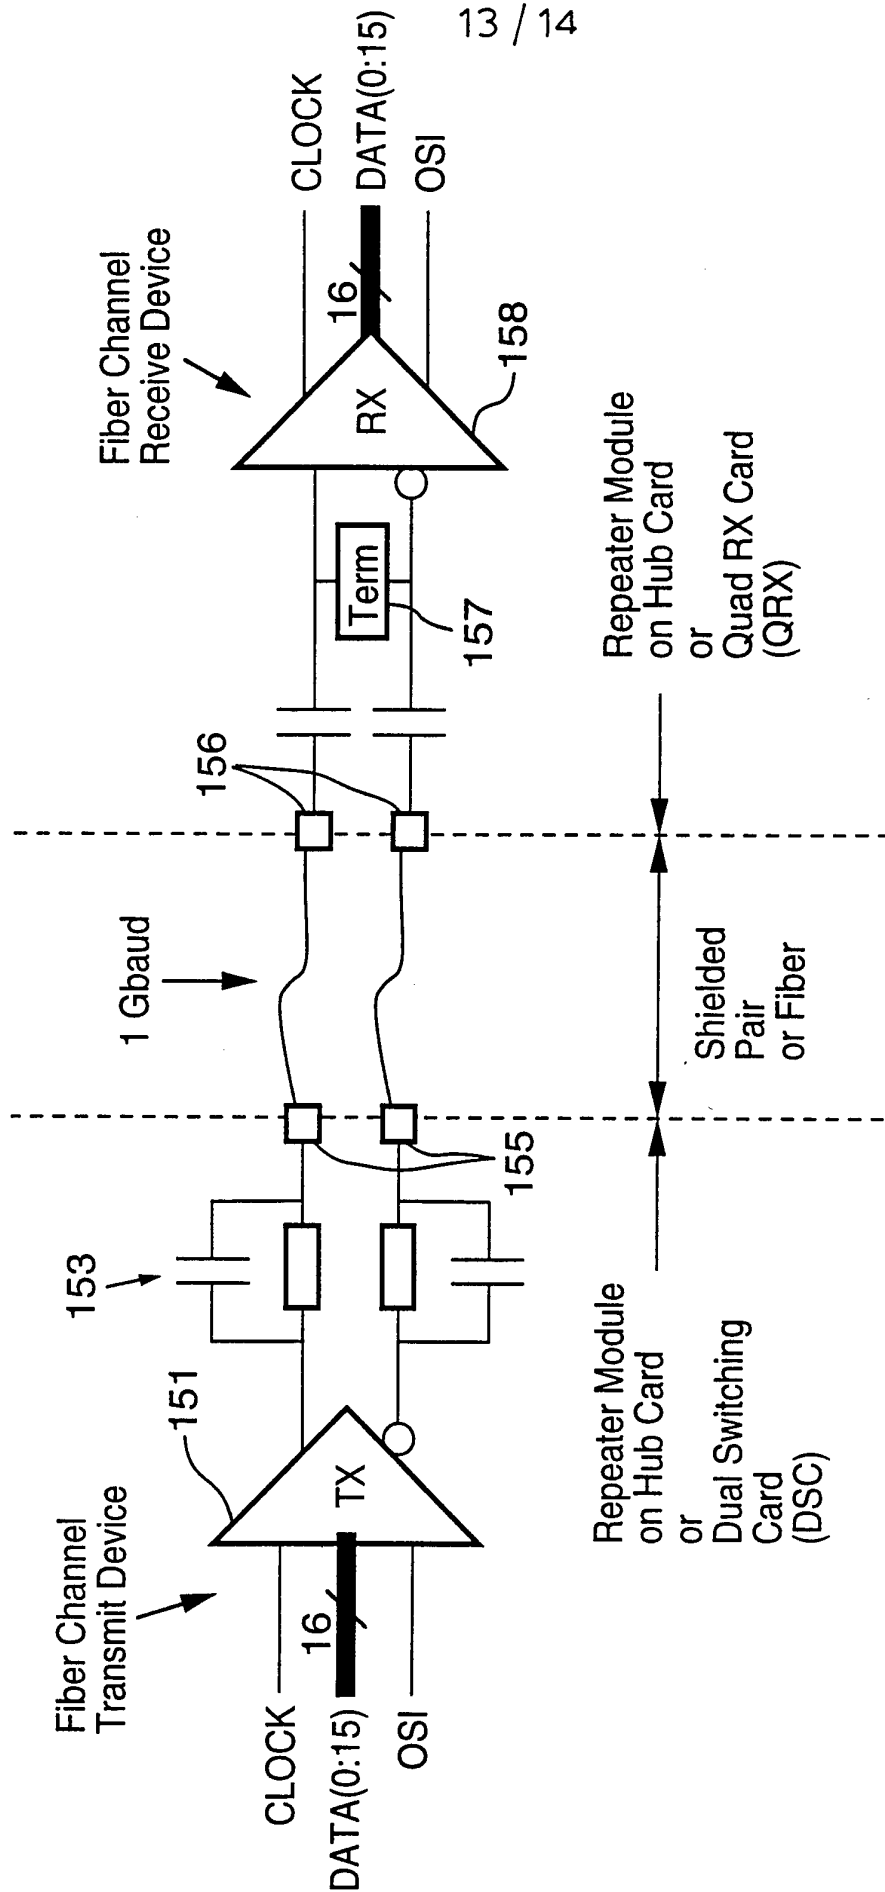 13 / 14
Fiber Channel
Transmit Device
151
CLOCK
16
DATA(0:15)
OSI
TX
153
155
1 Gbaud
156
Term
157
Fiber Channel
Receive Device
RX
158
16
CLOCK
DATA(0:15)
OSI
Repeater Module
on Hub Card
or
Dual Switching
Card
(DSC)
Shielded
Pair
or Fiber
Repeater Module
on Hub Card
or
Quad RX Card
(QRX)